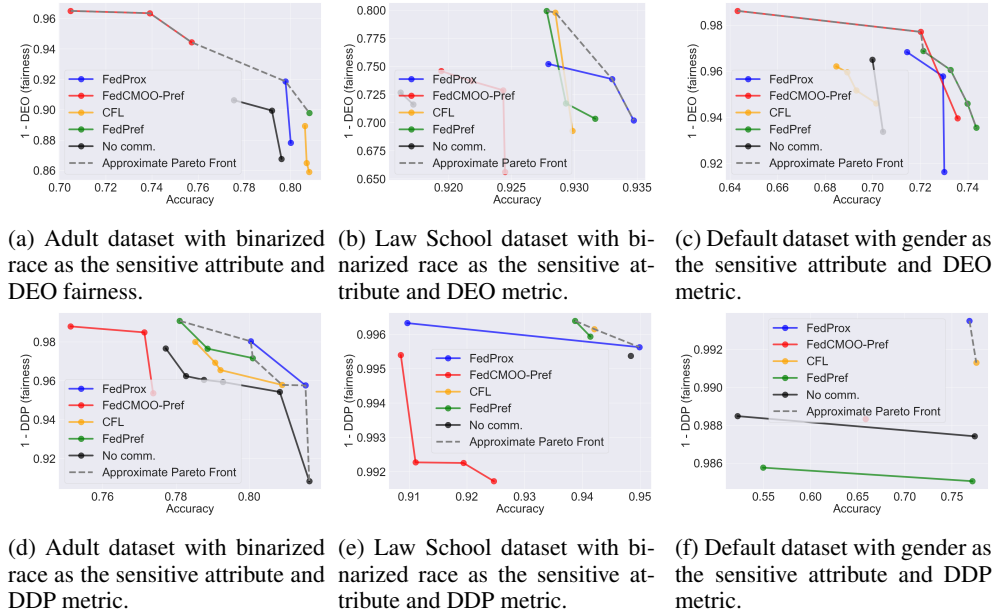 0.96
0.94
0.92
0.90
0.88
0.86
1 - DEO (fairness)
FedProx
FedCMOO-Pref
CFL
FedPref
No comm.
Approximate Pareto Front
0.70 0.72 0.74 0.76 0.78 0.80
Accuracy
0.800
0.775
0.750
0.725
0.700
0.675
0.650
1 - DEO (fairness)
FedProx
FedCMOO-Pref
CFL
FedPref
No comm.
Approximate Pareto Front
0.920 0.925 0.930 0.935
Accuracy
0.98
0.96
0.94
0.92
1 - DEO (fairness)
FedProx
FedCMOO-Pref
CFL
FedPref
No comm.
Approximate Pareto Front
0.64 0.66 0.68 0.70 0.72 0.74
Accuracy
(a) Adult dataset with binarized
race as the sensitive attribute and
DEO fairness.
(b) Law School dataset with bi-
narized race as the sensitive at-
tribute and DEO metric.
(c) Default dataset with gender as
the sensitive attribute and DEO
metric.
0.98
0.96
0.94
0.92
1 - DDP (fairness)
FedProx
FedCMOO-Pref
CFL
FedPref
No comm.
Approximate Pareto Front
0.76 0.78 0.80
Accuracy
0.996
0.995
0.994
0.993
0.992
1 - DDP (fairness)
FedProx
FedCMOO-Pref
CFL
FedPref
No comm.
Approximate Pareto Front
0.91 0.92 0.93 0.94 0.95
Accuracy
0.992
0.990
0.988
0.986
1 - DDP (fairness)
FedProx
FedCMOO-Pref
CFL
FedPref
No comm.
Approximate Pareto Front
0.55 0.60 0.65 0.70 0.75
Accuracy
(d) Adult dataset with binarized
race as the sensitive attribute and
DDP metric.
(e) Law School dataset with bi-
narized race as the sensitive at-
tribute and DDP metric.
(f) Default dataset with gender as
the sensitive attribute and DDP
metric.